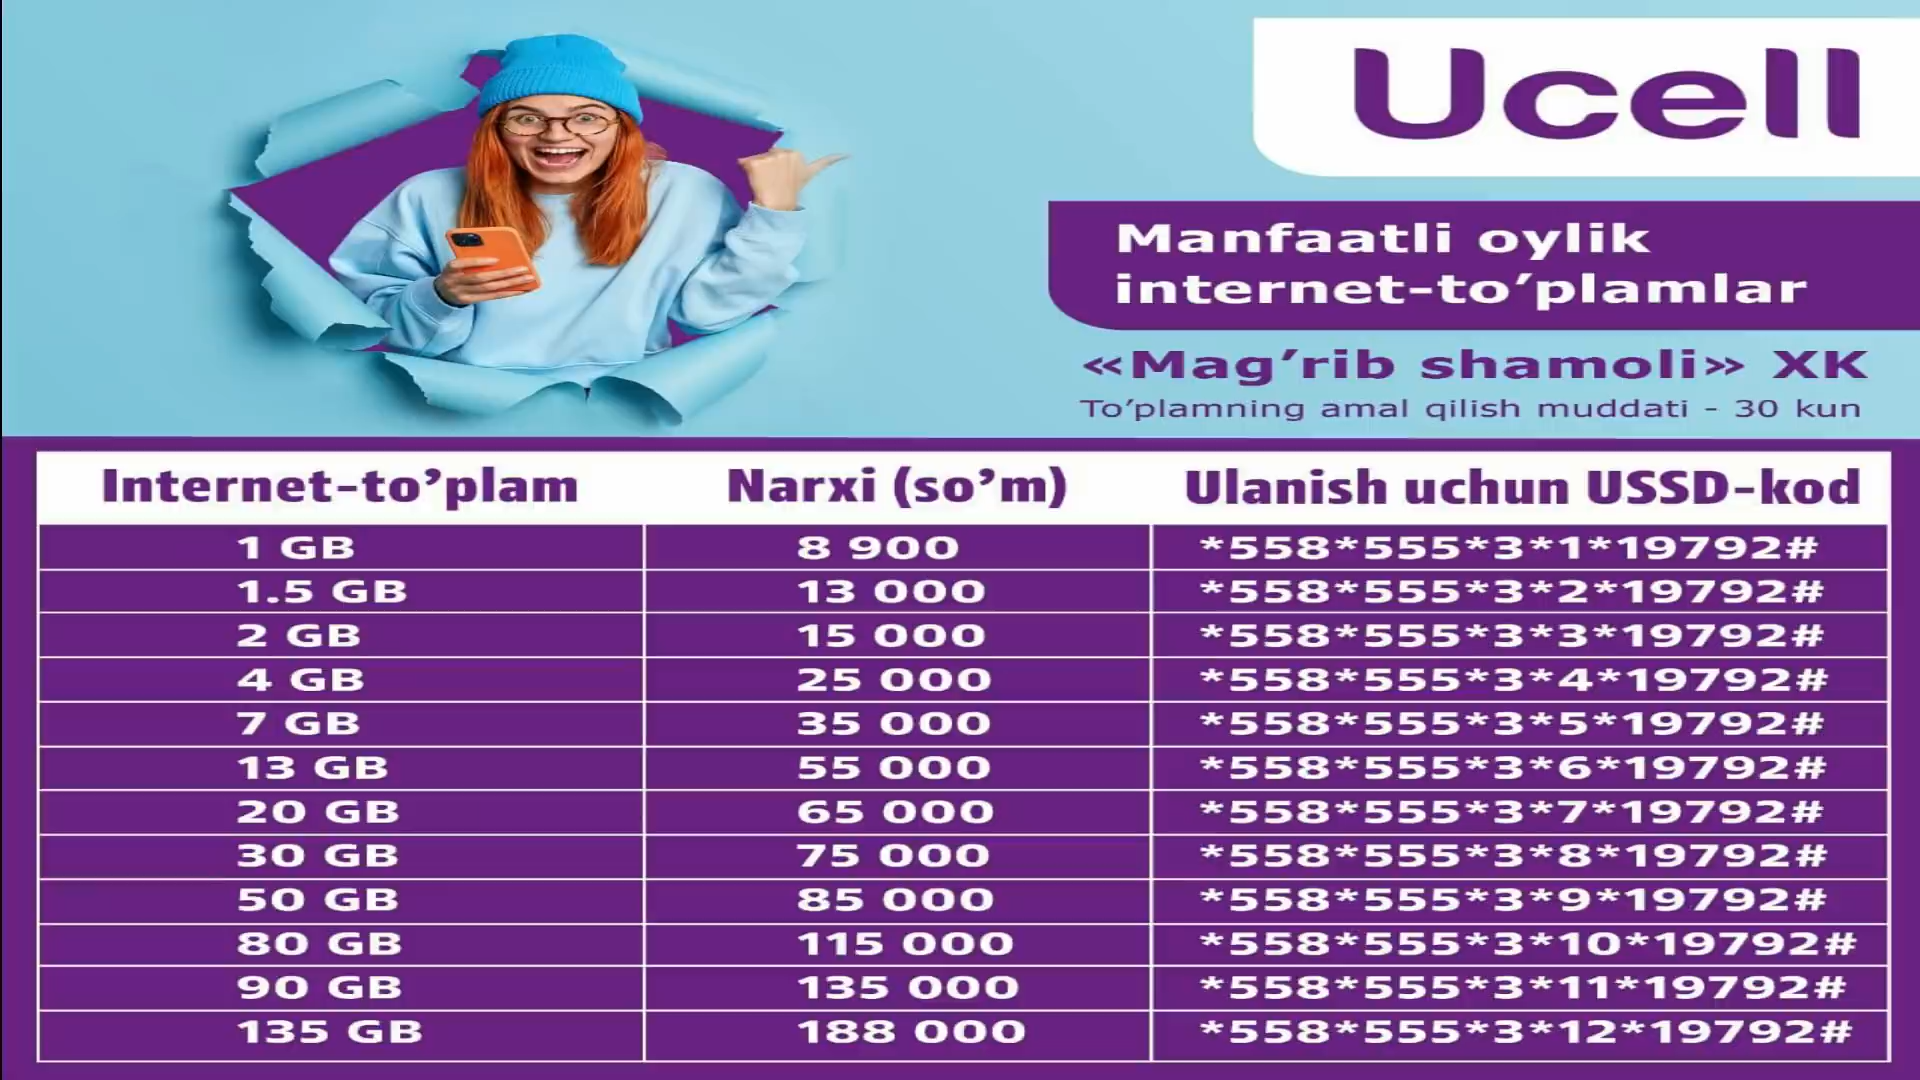 Ucell
Manfaatli oylik
internet-to’plamlar
«Mag’rib shamoli» XK
To’plamning amal qilish muddati - 30 kun
Internet-to’plam Narxi (so’m) Ulanish uchun USSD-kod
1 GB 8 900 *558*555*3*1*19792#
1.5 GB 13 000 *558*555*3*2*19792#
2 GB 15 000 *558*555*3*3*19792#
4 GB 25 000 *558*555*3*4*19792#
7 GB 35 000 *558*555*3*5*19792#
13 GB 55 000 *558*555*3*6*19792#
20 GB 65 000 *558*555*3*7*19792#
30 GB 75 000 *558*555*3*8*19792#
50 GB 85 000 *558*555*3*9*19792#
80 GB 115 000 *558*555*3*10*19792#
90 GB 135 000 *558*555*3*11*19792#
135 GB 188 000 *558*555*3*12*19792#